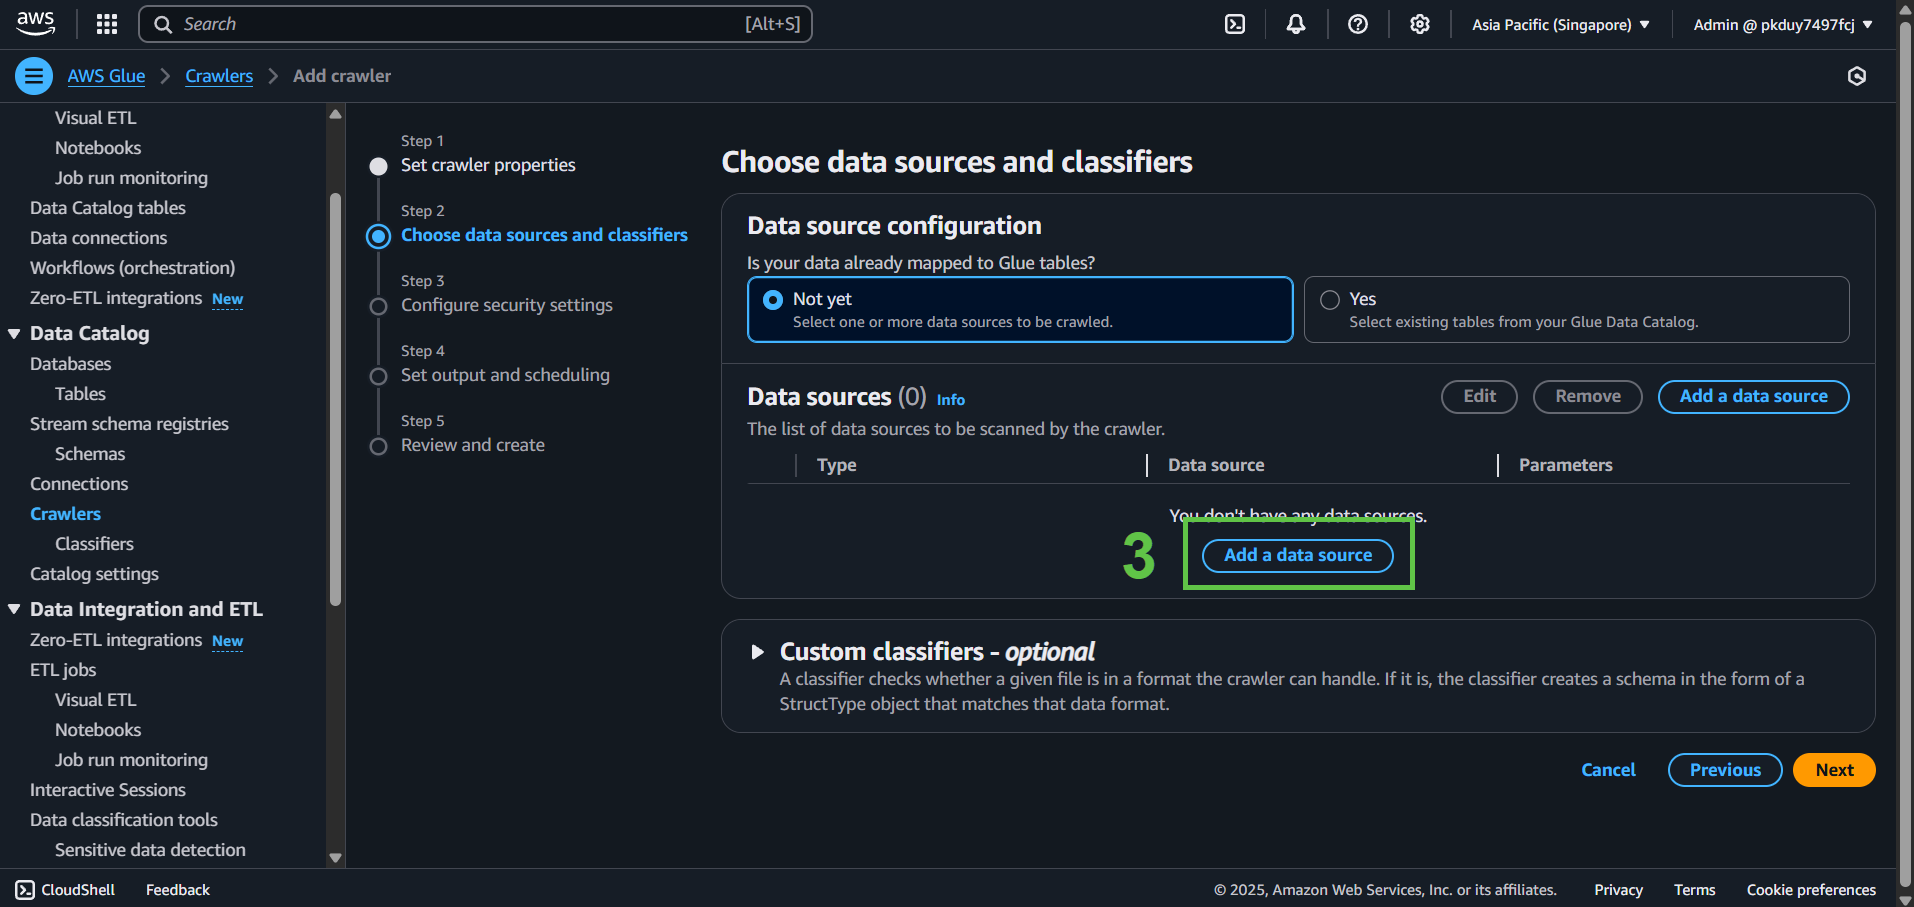 aws
Search [Alt+S]
Asia Pacific (Singapore)
Admin @ pkduy7497fcj
AWS Glue
Crawlers
Add crawler
Visual ETL
Notebooks
Job run monitoring
Data Catalog tables
Data connections
Workflows (orchestration)
Zero-ETL integrations New
Data Catalog
Databases
Tables
Stream schema registries
Schemas
Connections
Crawlers
Classifiers
Catalog settings
Data Integration and ETL
Zero-ETL integrations New
ETL jobs
Visual ETL
Notebooks
Job run monitoring
Interactive Sessions
Data classification tools
Sensitive data detection
Step 1
Set crawler properties
Step 2
Choose data sources and classifiers
Step 3
Configure security settings
Step 4
Set output and scheduling
Step 5
Review and create
Choose data sources and classifiers
Data source configuration
Is your data already mapped to Glue tables?
Not yet
Select one or more data sources to be crawled.
Yes
Select existing tables from your Glue Data Catalog.
Data sources (0) Info
Edit
Remove
Add a data source
The list of data sources to be scanned by the crawler.
Type
Data source
Parameters
You don't have any data sources.
3
Add a data source
Custom classifiers - optional
A classifier checks whether a given file is in a format the crawler can handle. If it is, the classifier creates a schema in the form of a
StructType object that matches that data format.
Cancel
Previous
Next
CloudShell
Feedback
© 2025, Amazon Web Services, Inc. or its affiliates.
Privacy
Terms
Cookie preferences